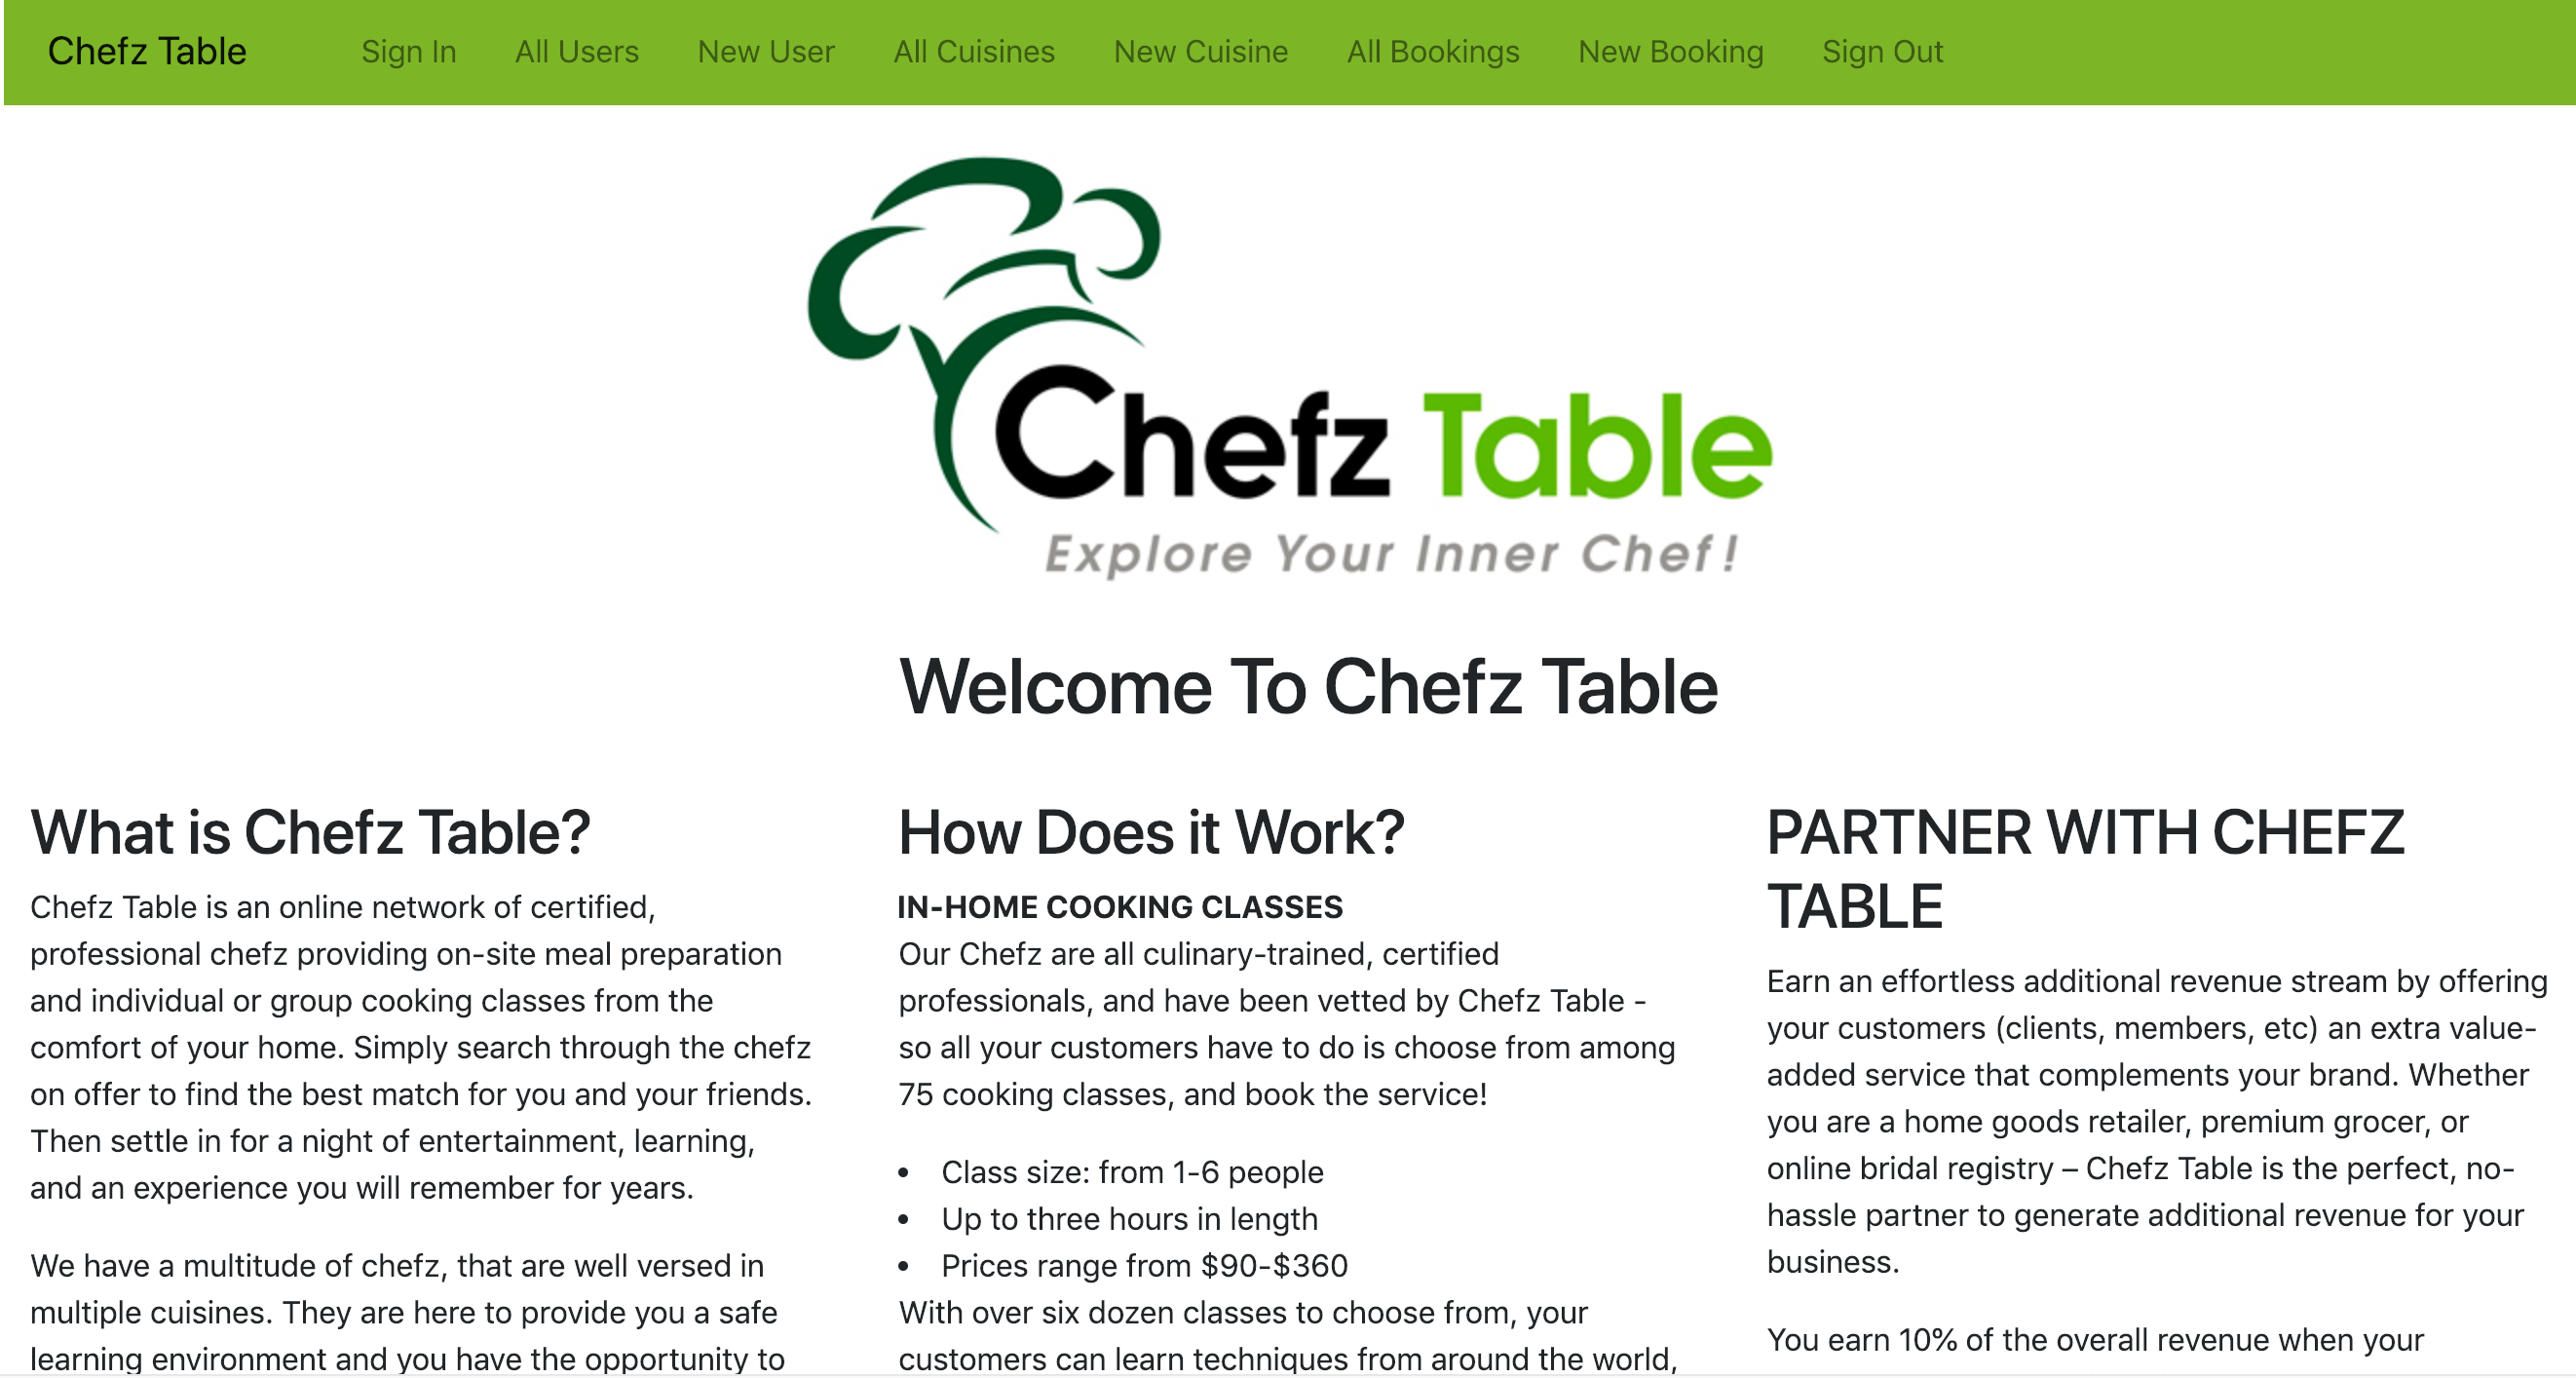 Chefz Table Sign In All Users New User All Cuisines New Cuisine All Bookings New Booking Sign Out
Chefz Table
Explore Your Inner Chef!
Welcome To Chefz Table
What is Chefz Table?
Chefz Table is an online network of certified,
professional chefz providing on-site meal preparation
and individual or group cooking classes from the
comfort of your home. Simply search through the chefz
on offer to find the best match for you and your friends.
Then settle in for a night of entertainment, learning,
and an experience you will remember for years.
We have a multitude of chefz, that are well versed in
multiple cuisines. They are here to provide you a safe
learning environment and you have the opportunity to
How Does it Work?
IN-HOME COOKING CLASSES
Our Chefz are all culinary-trained, certified
professionals, and have been vetted by Chefz Table -
so all your customers have to do is choose from among
75 cooking classes, and book the service!
• Class size: from 1-6 people
• Up to three hours in length
• Prices range from $90-$360
With over six dozen classes to choose from, your
customers can learn techniques from around the world,
PARTNER WITH CHEFZ
TABLE
Earn an effortless additional revenue stream by offering
your customers (clients, members, etc) an extra value-
added service that complements your brand. Whether
you are a home goods retailer, premium grocer, or
online bridal registry – Chefz Table is the perfect, no-
hassle partner to generate additional revenue for your
business.
You earn 10% of the overall revenue when your